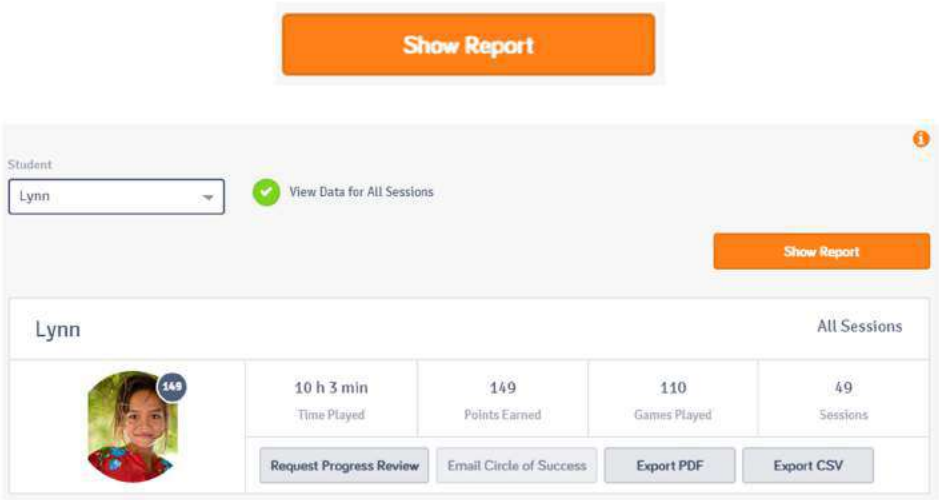 Show Report
Student
Lynn
View Data for All Sessions
Show Report
Lynn
All Sessions
149
10 h 3 min
149
110
49
Time Played
Points Earned
Games Played
Sessions
Request Progress Review
Email Circle of Success
Export PDF
Export CSV